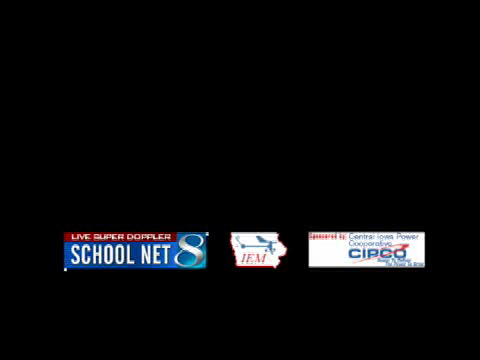 LIVE SUPER DOPPLER
SCHOOL NET 8
IEM
Sponsored by: Central Iowa Power
Cooperative
CIPCO